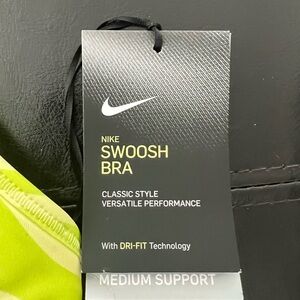 NIKE
SWOOSH
BRA
CLASSIC STYLE
VERSATILE PERFORMANCE
With DRI-FIT Technology
MEDIUM SUPPORT